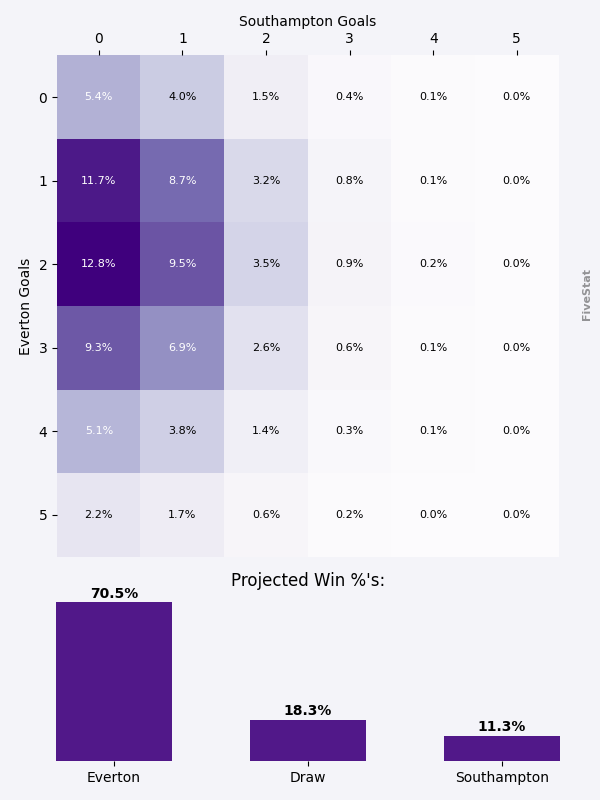 Southampton Goals
0 1 2 3 4 5
0 5.4% 4.0% 1.5% 0.4% 0.1% 0.0%
1 11.7% 8.7% 3.2% 0.8% 0.1% 0.0%
2 12.8% 9.5% 3.5% 0.9% 0.2% 0.0%
3 9.3% 6.9% 2.6% 0.6% 0.1% 0.0%
4 5.1% 3.8% 1.4% 0.3% 0.1% 0.0%
5 2.2% 1.7% 0.6% 0.2% 0.0% 0.0%
Everton Goals
FiveStat
Projected Win %'s:
70.5%
18.3%
11.3%
Everton Draw Southampton